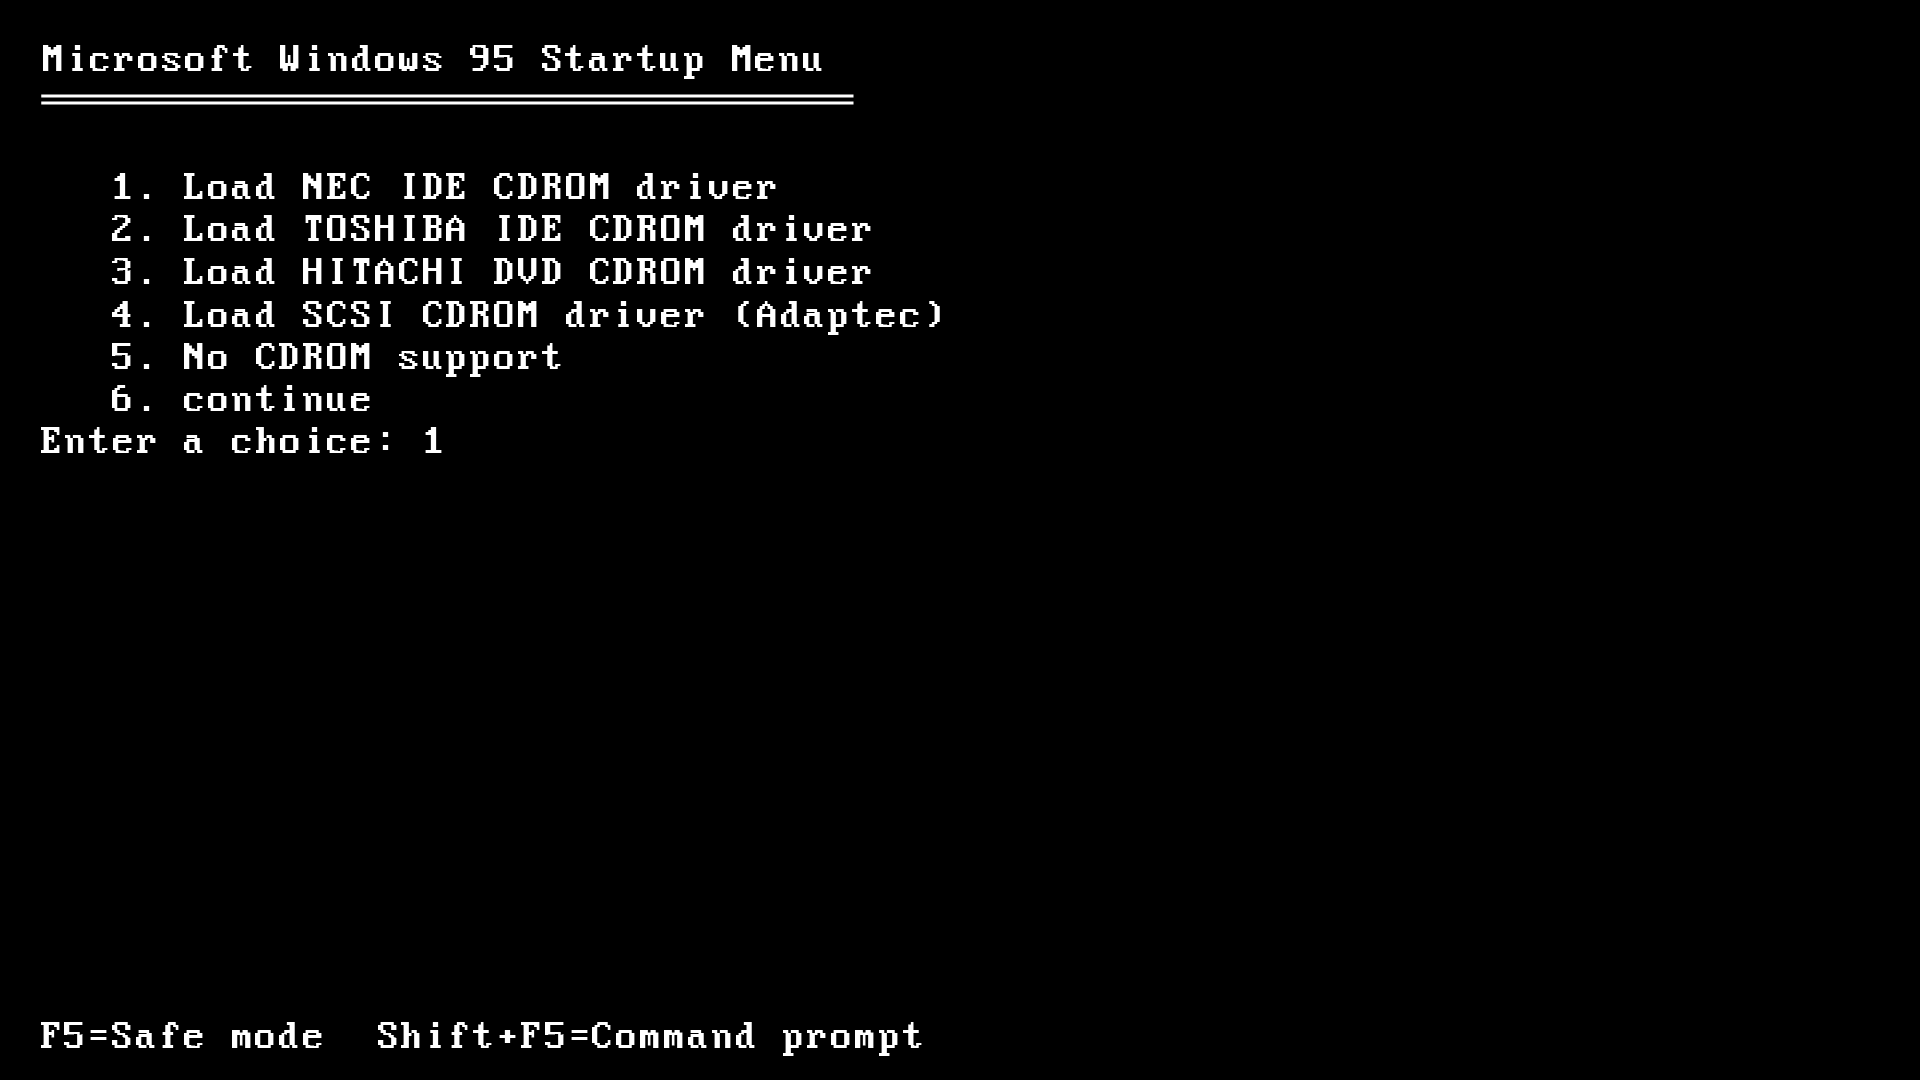 Microsoft Windows 95 Startup Menu
1. Load NEC IDE CDROM driver
2. Load TOSHIBA IDE CDROM driver
3. Load HITACHI DVD CDROM driver
4. Load SCSI CDROM driver (Adaptec)
5. No CDROM support
6. continue
Enter a choice: 1
F5=Safe mode  Shift+F5=Command prompt